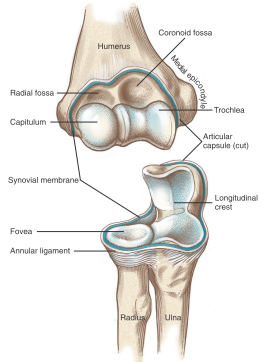 Coronoid fossa
Humerus
Medial epicondyle
Radial fossa
Trochlea
Capitulum
Articular
capsule (cut)
Synovial membrane
Longitudinal
crest
Fovea
Annular ligament
Radius
Ulna